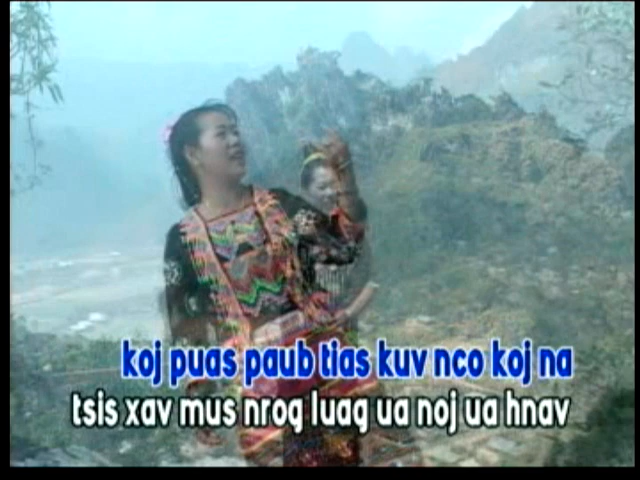 koj puas paub tias kuv nco koj na
tsis xav mus nrog luag ua noj ua hnav